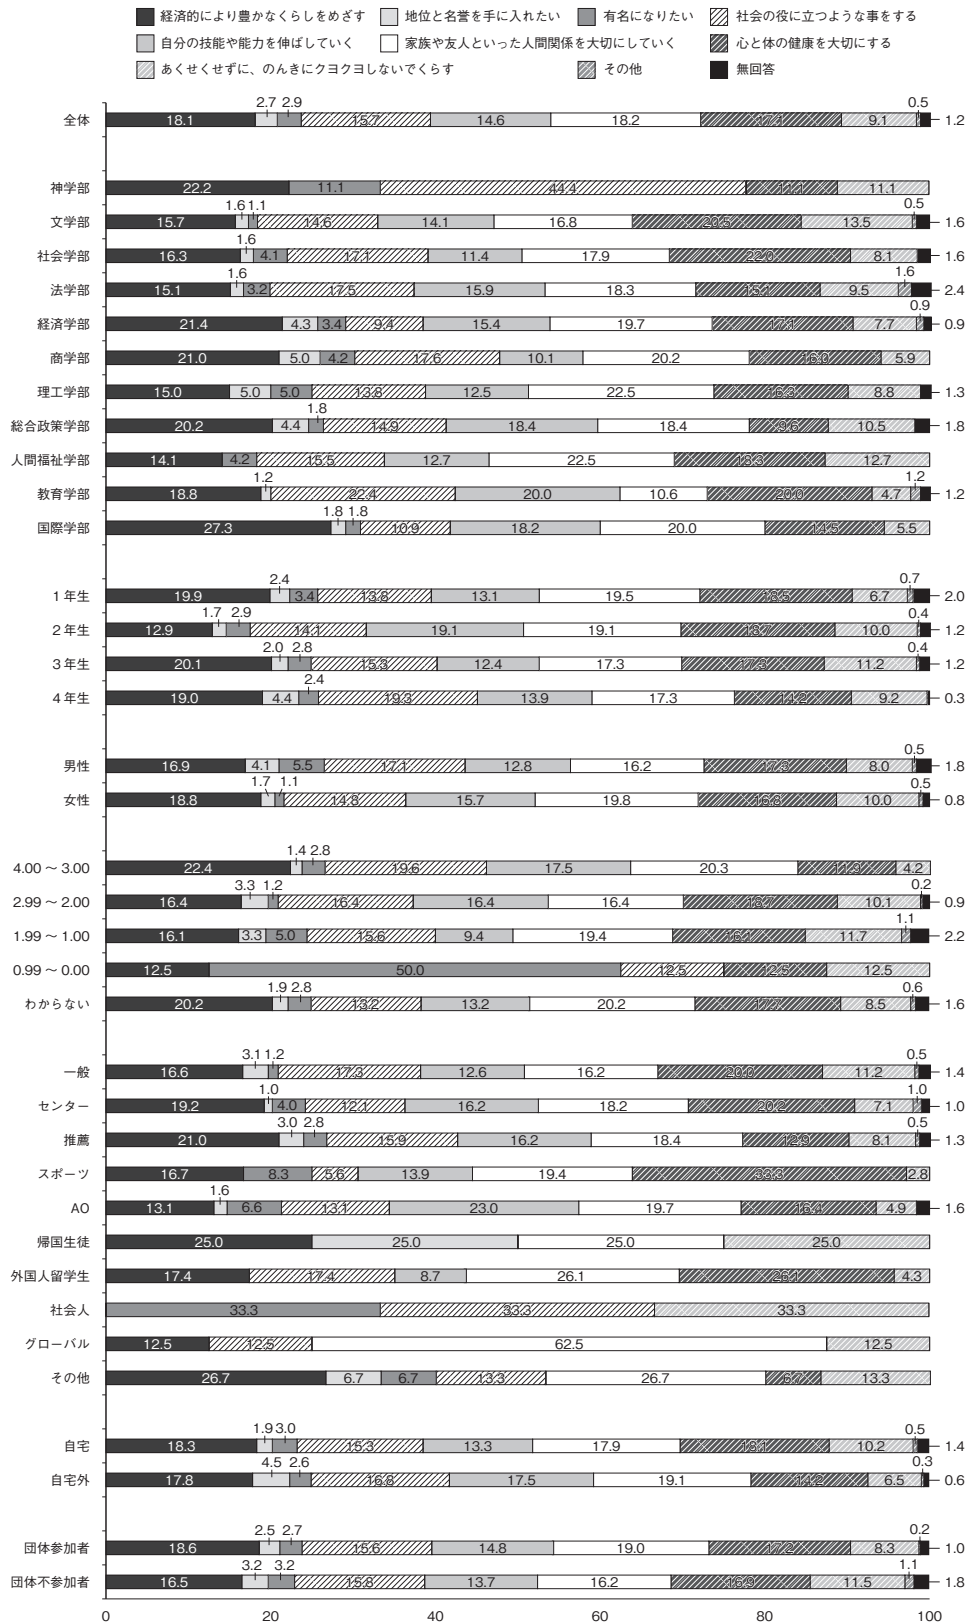 経済的により豊かなくらしをめざす 地位と名誉を手に入れたい 有名になりたい 社会の役に立つような事をする
自分の技能や能力を伸ばしていく 家族や友人といった人間関係を大切にしていく 心と体の健康を大切にする
あくせくせずに、のんきにクヨクヨしないでくらす その他 無回答
2.7 2.9 0.5
全体 18.1 15.7 14.6 18.2 17.1 9.1 1.2
神学部 22.2 11.1 44.4 11.1 11.1
1.6 1.1 0.5
文学部 15.7 14.6 14.1 16.8 20.5 13.5 1.6
1.6
社会学部 16.3 4.1 17.1 11.4 17.9 22.0 8.1 1.6
1.6 1.6
法学部 15.1 3.2 17.5 15.9 18.3 15.1 9.5 2.4
0.9
経済学部 21.4 4.3 3.4 9.4 15.4 19.7 17.1 7.7 0.9
商学部 21.0 5.0 4.2 17.6 10.1 20.2 16.0 5.9
理工学部 15.0 5.0 5.0 13.8 12.5 22.5 16.3 8.8 1.3
1.8
総合政策学部 20.2 4.4 14.9 18.4 18.4 9.6 10.5 1.8
人間福祉学部 14.1 4.2 15.5 12.7 22.5 18.3 12.7
1.2 1.2
教育学部 18.8 22.4 20.0 10.6 20.0 4.7 1.2
1.8 1.8
国際学部 27.3 10.9 18.2 20.0 14.5 5.5
2.4 0.7
1年生 19.9 3.4 13.8 13.1 19.5 18.5 6.7 2.0
1.7 2.9 0.4
2年生 12.9 14.1 19.1 19.1 18.7 10.0 1.2
2.0 2.8 0.4
3年生 20.1 15.3 12.4 17.3 17.3 11.2 1.2
2.4
4年生 19.0 4.4 19.3 13.9 17.3 14.2 9.2 0.3
0.5
男性 16.9 4.1 5.5 17.1 12.8 16.2 17.3 8.0 1.8
1.7 1.1 0.5
女性 18.8 14.8 15.7 19.8 16.8 10.0 0.8
1.4 2.8
4.00～3.00 22.4 19.6 17.5 20.3 11.9 4.2
3.3 1.2 0.2
2.99～2.00 16.4 16.4 16.4 16.4 18.7 10.1 0.9
1.1
1.99～1.00 16.1 3.3 5.0 15.6 9.4 19.4 16.1 11.7 2.2
0.99～0.00 12.5 50.0 12.5 12.5 12.5
1.9 2.8 0.6
わからない 20.2 13.2 13.2 20.2 17.7 8.5 1.6
3.1 1.2 0.5
一般 16.6 17.3 12.6 16.2 20.0 11.2 1.4
1.0 1.0
センター 19.2 4.0 12.1 16.2 18.2 20.2 7.1 1.0
3.0 2.8 0.5
推薦 21.0 15.9 16.2 18.4 12.9 8.1 1.3
スポーツ 16.7 8.3 5.6 13.9 19.4 33.3 2.8
1.6
AO 13.1 6.6 13.1 23.0 19.7 16.4 4.9 1.6
帰国生徒 25.0 25.0 25.0 25.0
外国人留学生 17.4 17.4 8.7 26.1 26.1 4.3
社会人 33.3 33.3 33.3
グローバル 12.5 12.5 62.5 12.5
その他 26.7 6.7 6.7 13.3 26.7 6.7 13.3
1.9 3.0 0.5
自宅 18.3 15.3 13.3 17.9 18.1 10.2 1.4
4.5 2.6 0.3
自宅外 17.8 16.8 17.5 19.1 14.2 6.5 0.6
2.5 2.7 0.2
団体参加者 18.6 15.6 14.8 19.0 17.2 8.3 1.0
3.2 3.2 1.1
団体不参加者 16.5 15.8 13.7 16.2 16.9 11.5 1.8
0 20 40 60 80 100